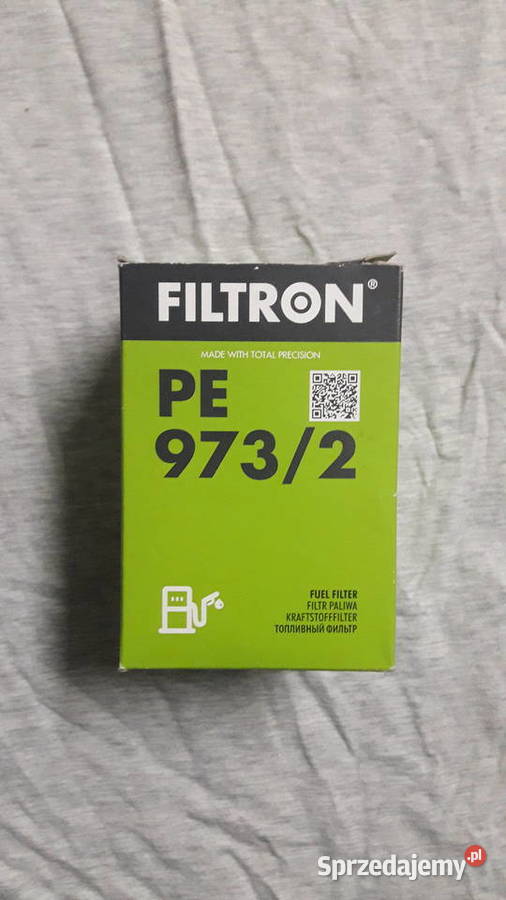 FILTRON®
MADE WITH TOTAL PRECISION
PE
973/2
FUEL FILTER
FILTR PALIWA
KRAFTSTOFFFILTER
ТОПЛИВНЫЙ ФИЛЬТР
Sprzedajemy.pl